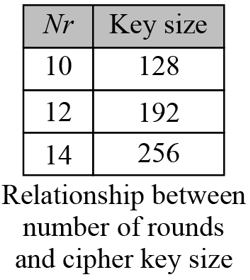 Nr Key size
10 128
12 192
14 256
Relationship between
number of rounds
and cipher key size